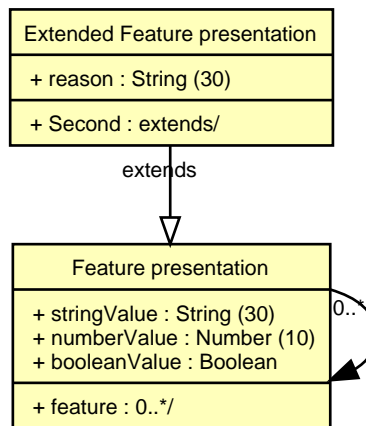 Extended Feature presentation
+ reason : String (30)
+ Second : extends/
extends
Feature presentation
+ stringValue : String (30)
+ numberValue : Number (10)
+ booleanValue : Boolean
0..*
+ feature : 0..*/